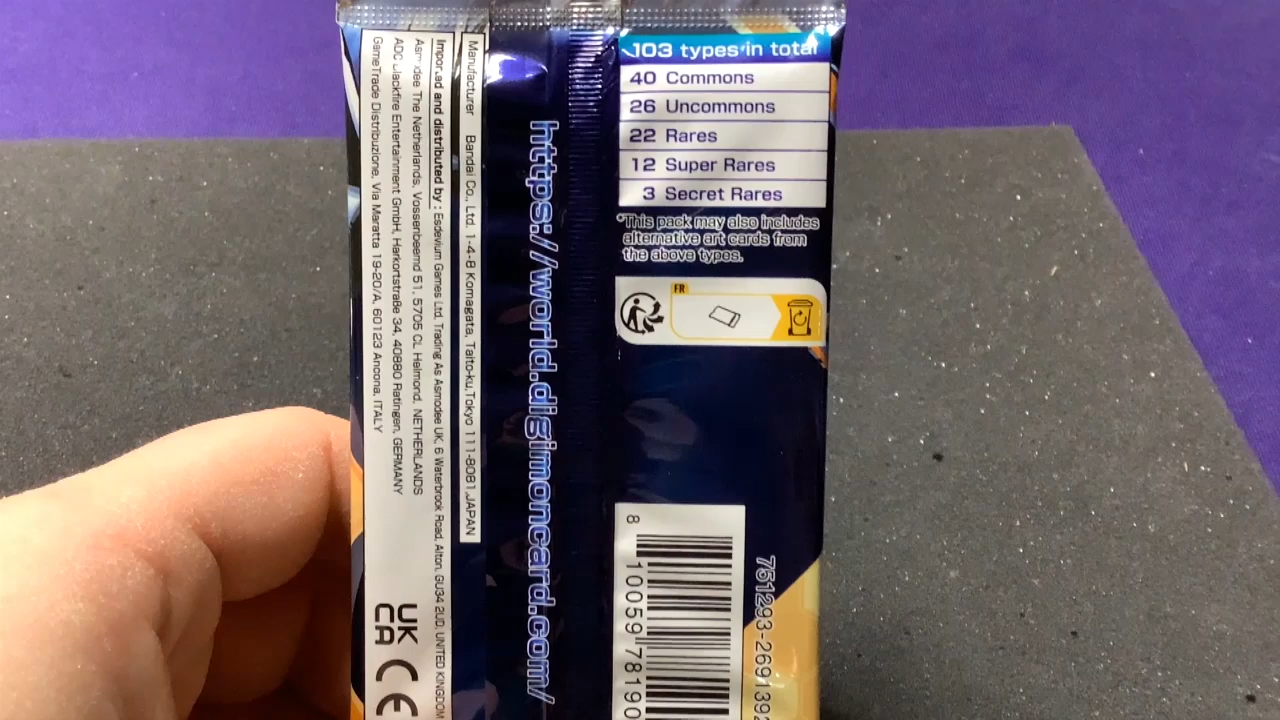 103 types in total
40 Commons
26 Uncommons
22 Rares
12 Super Rares
3 Secret Rares
*This pack may also includes
alternative art cards from
the above types.
FR
https://world.digimoncard.com/
Manufacturer Bandai Co., Ltd. 1-4-8 Komagata, Taito-ku,Tokyo 111-8081,JAPAN
Imported and distributed by : Esdevium Games Ltd. Trading As Asmodee UK, 6 Waterbrook Road, Alton, GU34 2UD, UNITED KINGDOM
Asmodee The Netherlands, Vossenbeemd 51, 5705 CL Helmond, NETHERLANDS
ADC Blackfire Entertainment GmbH, Harkortstraße 34, 40880 Ratingen, GERMANY
GameTrade Distribuzione, Via Maratta 19-20/A, 60123 Ancona, ITALY
UK
CA
CE
8 10059 78190